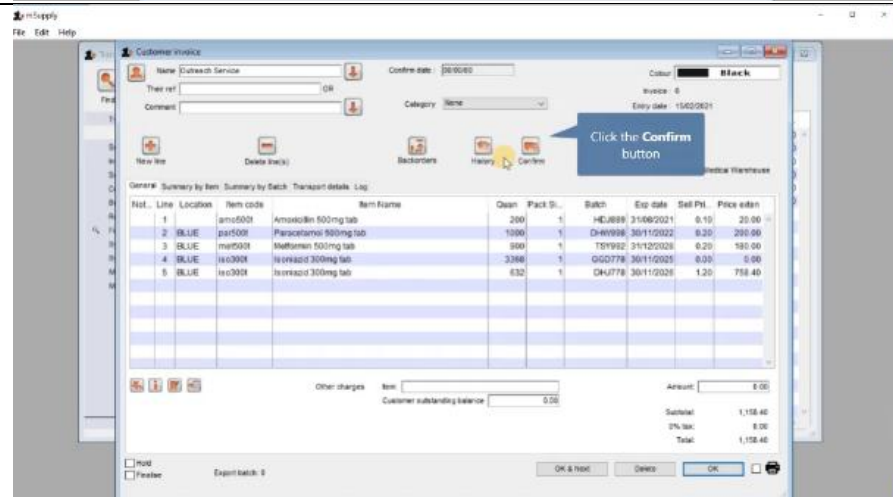 mSupply
File Edit Help
Customer invoice
Name Outreach Service
Confirm date: 00/00/00
Colour Black
Their ref
OR
Invoice: 0
Comment
Category None
Entry date: 15/02/2021
Click the Confirm button
New line
Delete line(s)
Backorders
History
Confirm
Medical Warehouse
General Summary by Item Summary by Batch Transport details Log
Not... Line Location Item code Item Name Quan Pack Si... Batch Exp date Sell Pri... Price exten
1 amo500t Amoxicillin 500mg tab 200 1 HDJ889 31/08/2021 0.10 20.00
2 BLUE par500t Paracetamol 500mg tab 1000 1 DHW998 30/11/2022 0.20 200.00
3 BLUE met500t Metformin 500mg tab 900 1 TSY992 31/12/2028 0.20 180.00
4 BLUE iso300t Isoniazid 300mg tab 3368 1 GGD778 30/11/2025 0.00 0.00
5 BLUE iso300t Isoniazid 300mg tab 632 1 DHJ778 30/11/2026 1.20 758.40
Other charges Item
Amount 0.00
Customer outstanding balance 0.00
Subtotal: 1,158.40
0% tax: 0.00
Total: 1,158.40
Hold
Finalise
Export batch: 0
OK & Next
Delete
OK